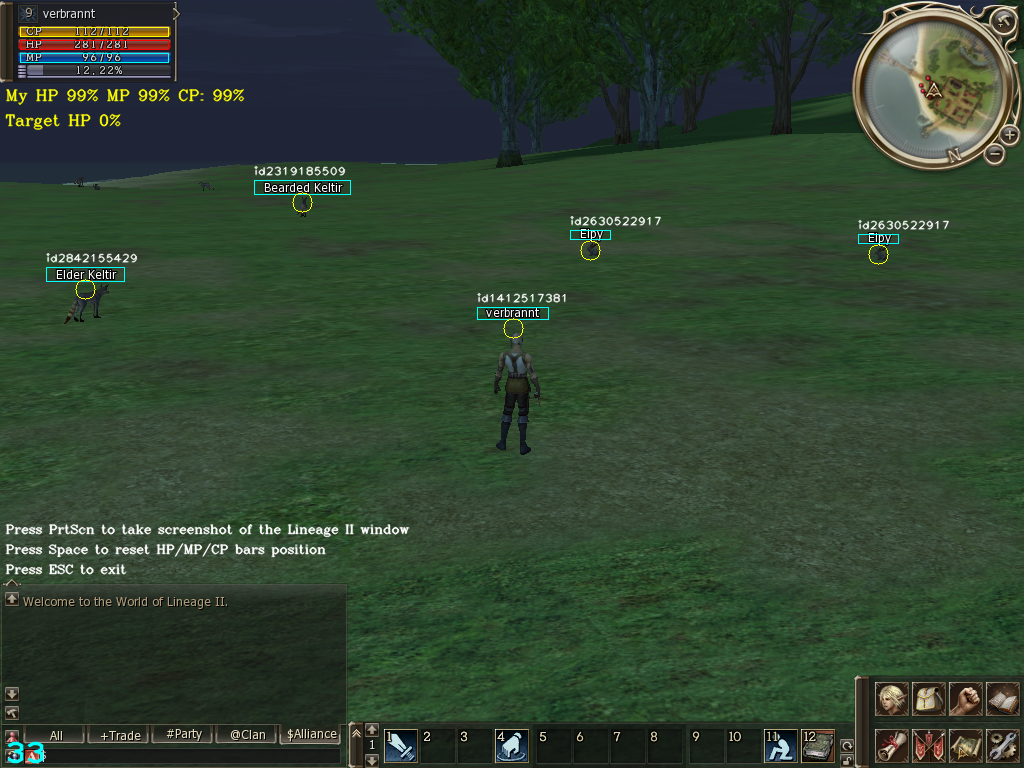 9 verbrannt
CP 112/112
HP 281/281
MP 96/96
12.22%
My HP 99% MP 99% CP: 99%
Target HP 0%
N
id2319185509
Bearded Keltir
id2630522917
Elpy
id2630522917
Elpy
id2842155429
Elder Keltir
id1412517381
verbrannt
Press PrtScn to take screenshot of the Lineage II window
Press Space to reset HP/MP/CP bars position
Press ESC to exit
Welcome to the World of Lineage II.
All +Trade #Party @Clan $Alliance
1
1 2 3 4 5 6 7 8 9 10 11 12
33